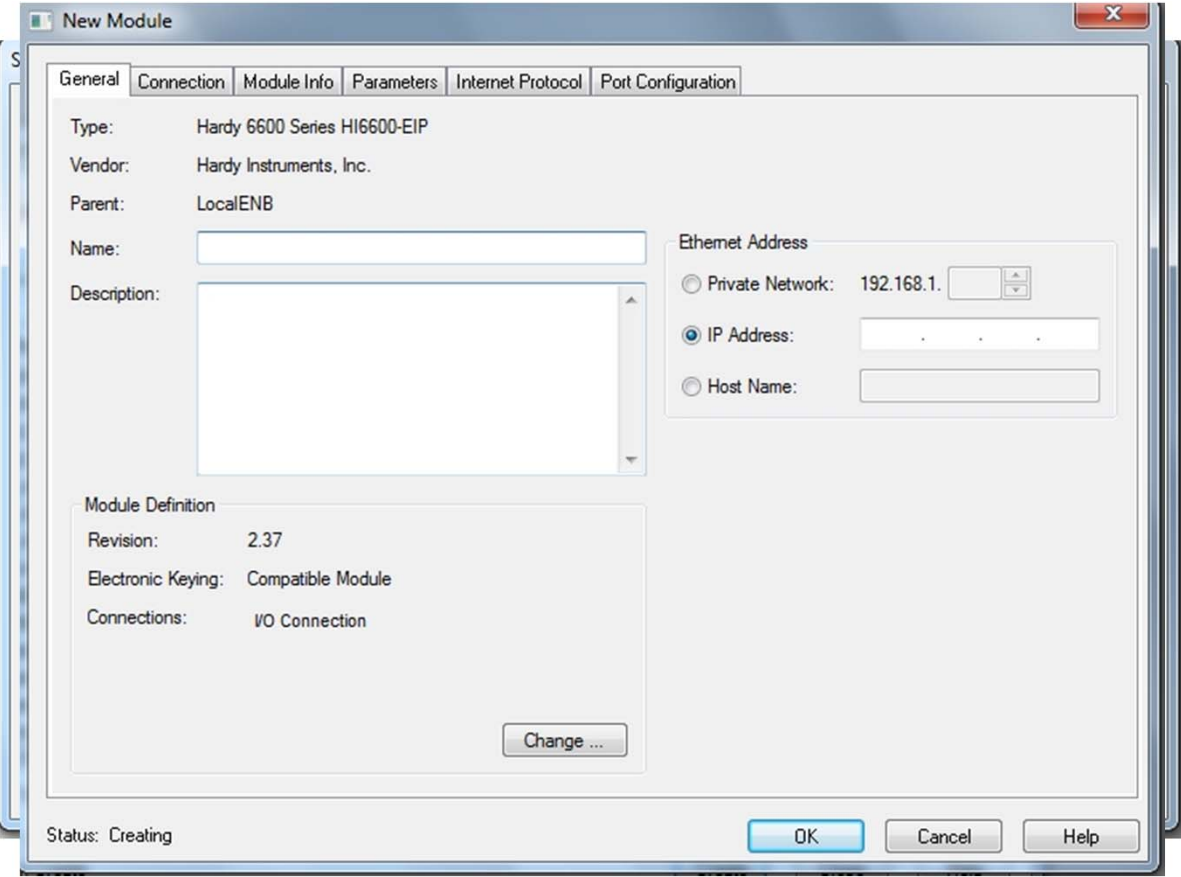 New Module
S
General Connection Module Info Parameters Internet Protocol Port Configuration
Type: Hardy 6600 Series HI6600-EIP
Vendor: Hardy Instruments, Inc.
Parent: LocalENB
Name:
Description:
Ethernet Address
Private Network: 192.168.1.
IP Address: . . .
Host Name:
Module Definition
Revision: 2.37
Electronic Keying: Compatible Module
Connections: I/O Connection
Change ...
Status: Creating
OK Cancel Help